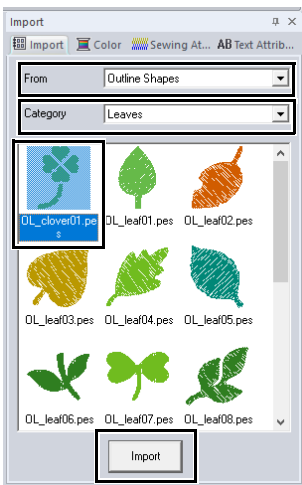 Import
Import Color Sewing At... AB Text Attrib...
From Outline Shapes
Category Leaves
OL_clover01.pe
s
OL_leaf01.pes OL_leaf02.pes
OL_leaf03.pes OL_leaf04.pes OL_leaf05.pes
OL_leaf06.pes OL_leaf07.pes OL_leaf08.pes
Import